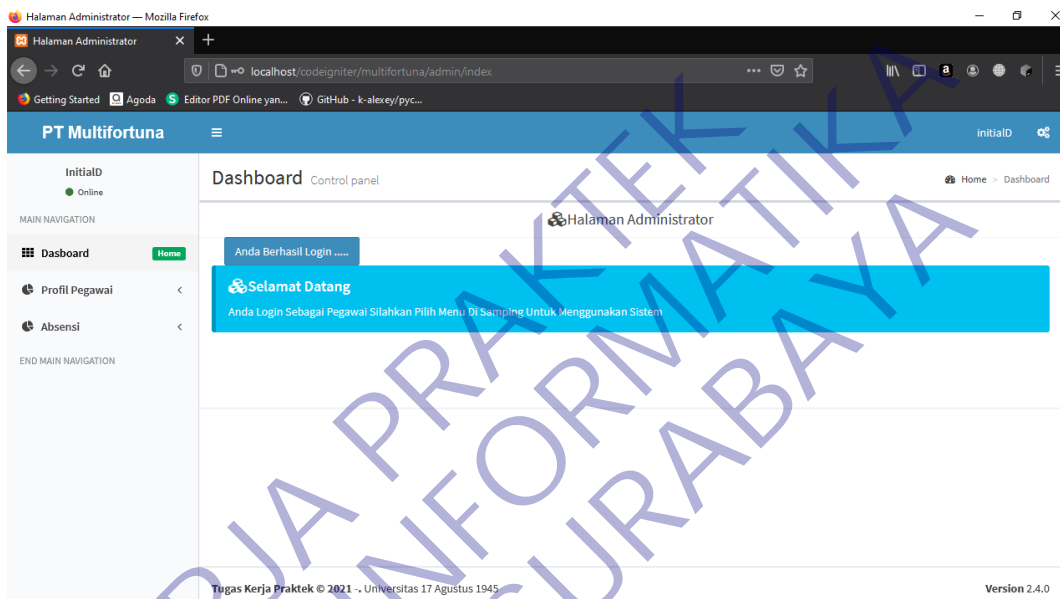 Halaman Administrator — Mozilla Firefox
Halaman Administrator
localhost/codeigniter/multifortuna/admin/index
Getting Started Agoda Editor PDF Online yan... GitHub - k-alexey/pyc...
PT Multifortuna initialD
InitialD
Online
Dashboard Control panel
Home > Dashboard
MAIN NAVIGATION
Halaman Administrator
Dasboard Home
Anda Berhasil Login .....
Selamat Datang
Anda Login Sebagai Pegawai Silahkan Pilih Menu Di Samping Untuk Menggunakan Sistem
Profil Pegawai
Absensi
END MAIN NAVIGATION
Tugas Kerja Praktek © 2021 -. Universitas 17 Agustus 1945
Version 2.4.0
RJA PRAKTEK
INFORMATIKA
SURABAYA